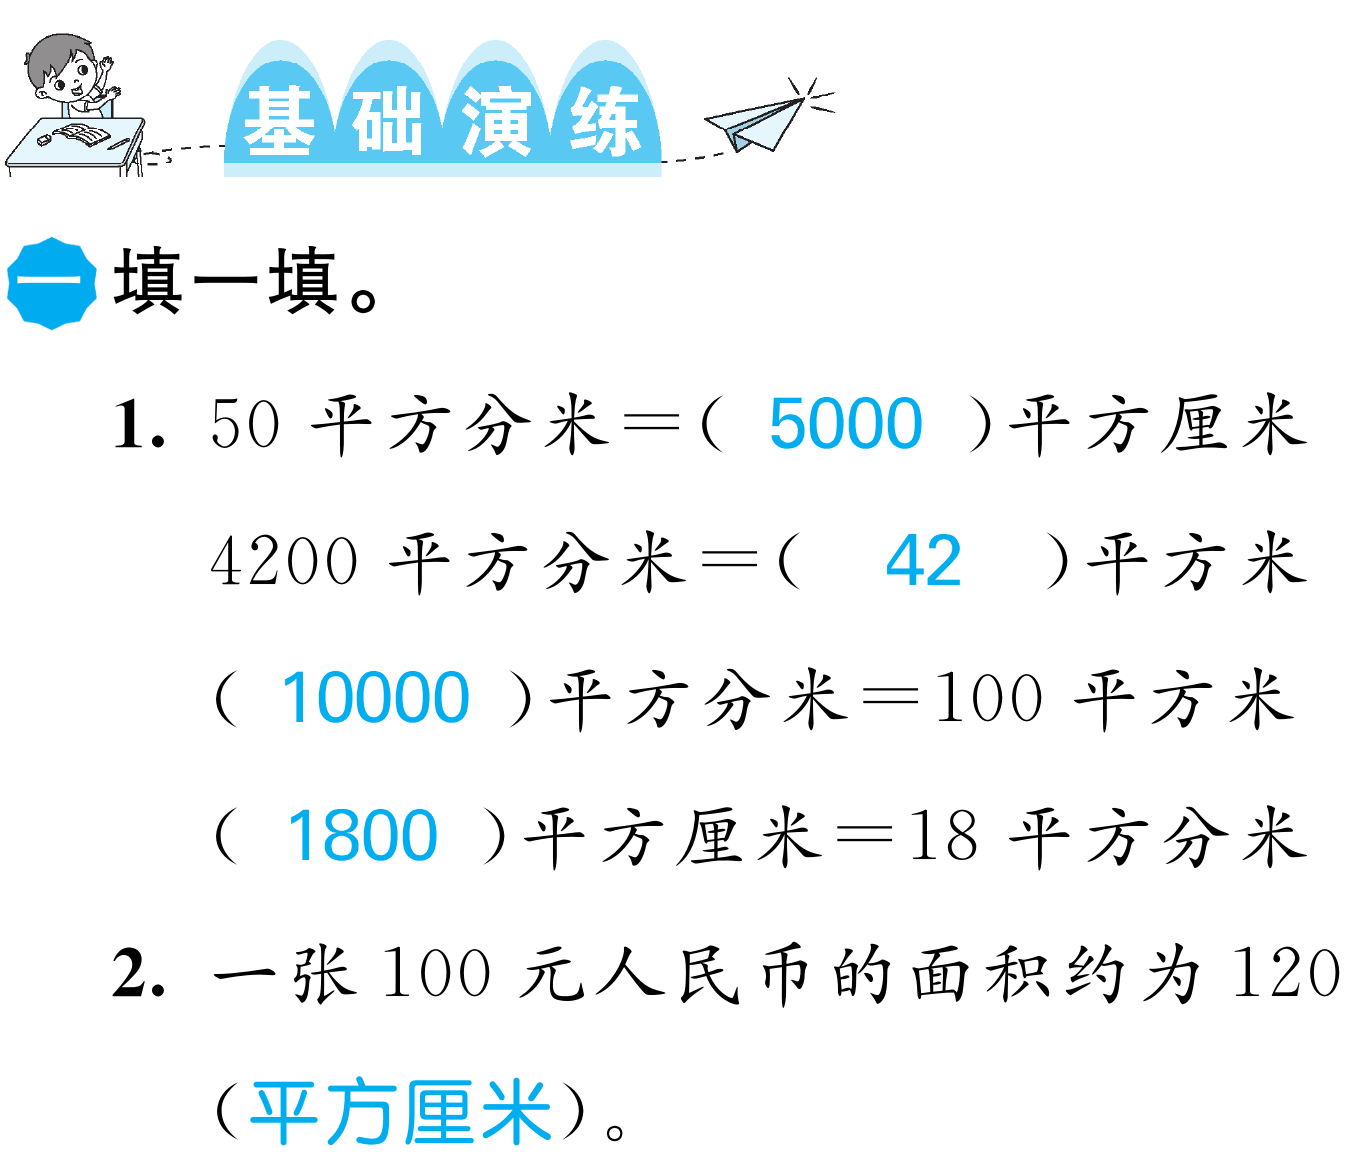 基础演练
一 填一填。
1. 50 平方分米＝( 5000 )平方厘米
4200 平方分米＝( 42 )平方米
( 10000 )平方分米＝100 平方米
( 1800 )平方厘米＝18 平方分米
2. 一张 100 元人民币的面积约为 120
(平方厘米)。